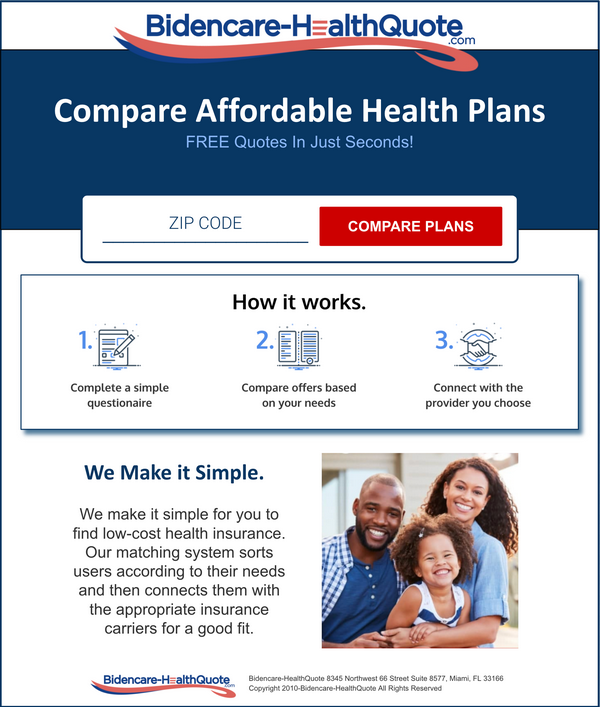 Bidencare-HealthQuote
.com
Compare Affordable Health Plans
FREE Quotes In Just Seconds!
ZIP CODE
COMPARE PLANS
How it works.
1.
2.
3.
Complete a simple
questionaire
Compare offers based
on your needs
Connect with the
provider you choose
We Make it Simple.
We make it simple for you to
find low-cost health insurance.
Our matching system sorts
users according to their needs
and then connects them with
the appropriate insurance
carriers for a good fit.
Bidencare-HealthQuote
.com
Bidencare-HealthQuote 8345 Northwest 66 Street Suite 8577, Miami, FL 33166
Copyright 2010-Bidencare-HealthQuote All Rights Reserved